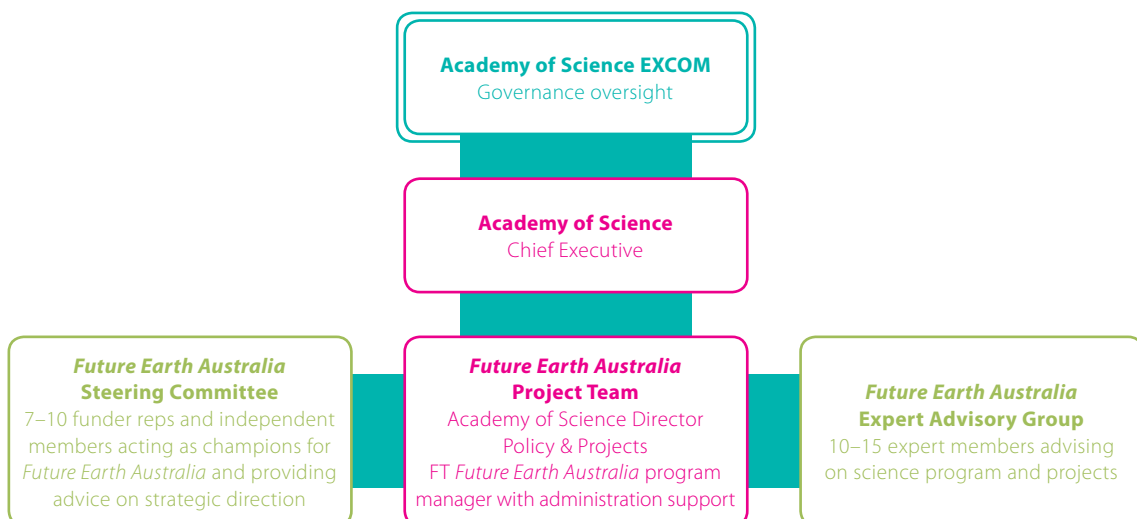 Academy of Science EXCOM
Governance oversight
Academy of Science
Chief Executive
Future Earth Australia
Steering Committee
7–10 funder reps and independent
members acting as champions for
Future Earth Australia and providing
advice on strategic direction
Future Earth Australia
Project Team
Academy of Science Director
Policy & Projects
FT Future Earth Australia program
manager with administration support
Future Earth Australia
Expert Advisory Group
10–15 expert members advising
on science program and projects